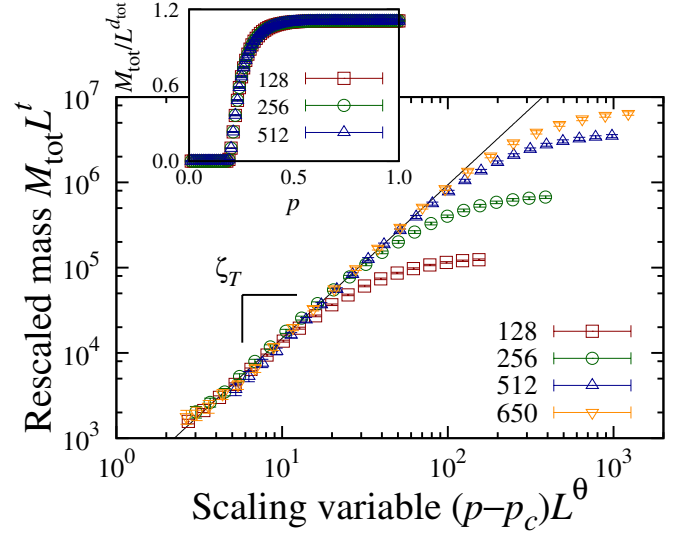 M_tot/L^{d_tot}
1.2
0.6
0.0
128
256
512
0.0 0.5 1.0
p
Rescaled mass M_tot L^t
10^7
10^6
10^5
10^4
10^3
ζ_T
128
256
512
650
10^0 10^1 10^2 10^3
Scaling variable (p−p_c)L^θ